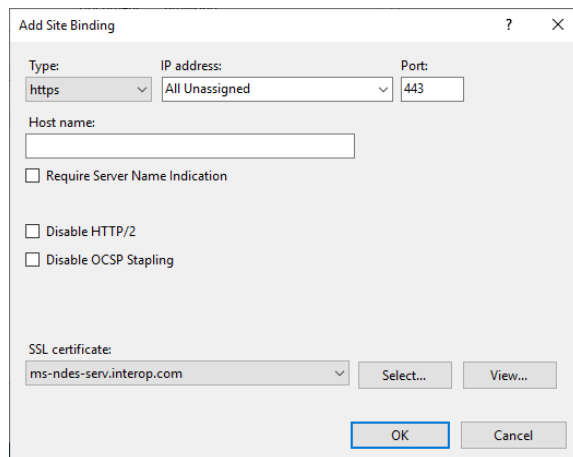 Add Site Binding ?
Type: IP address: Port:
https All Unassigned 443
Host name:
Require Server Name Indication
Disable HTTP/2
Disable OCSP Stapling
SSL certificate:
ms-ndes-serv.interop.com Select... View...
OK Cancel